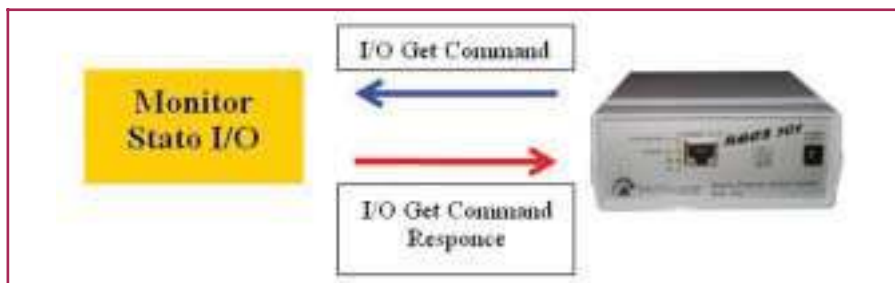 I/O Get Command
Monitor
Stato I/O
I/O Get Command
Responce